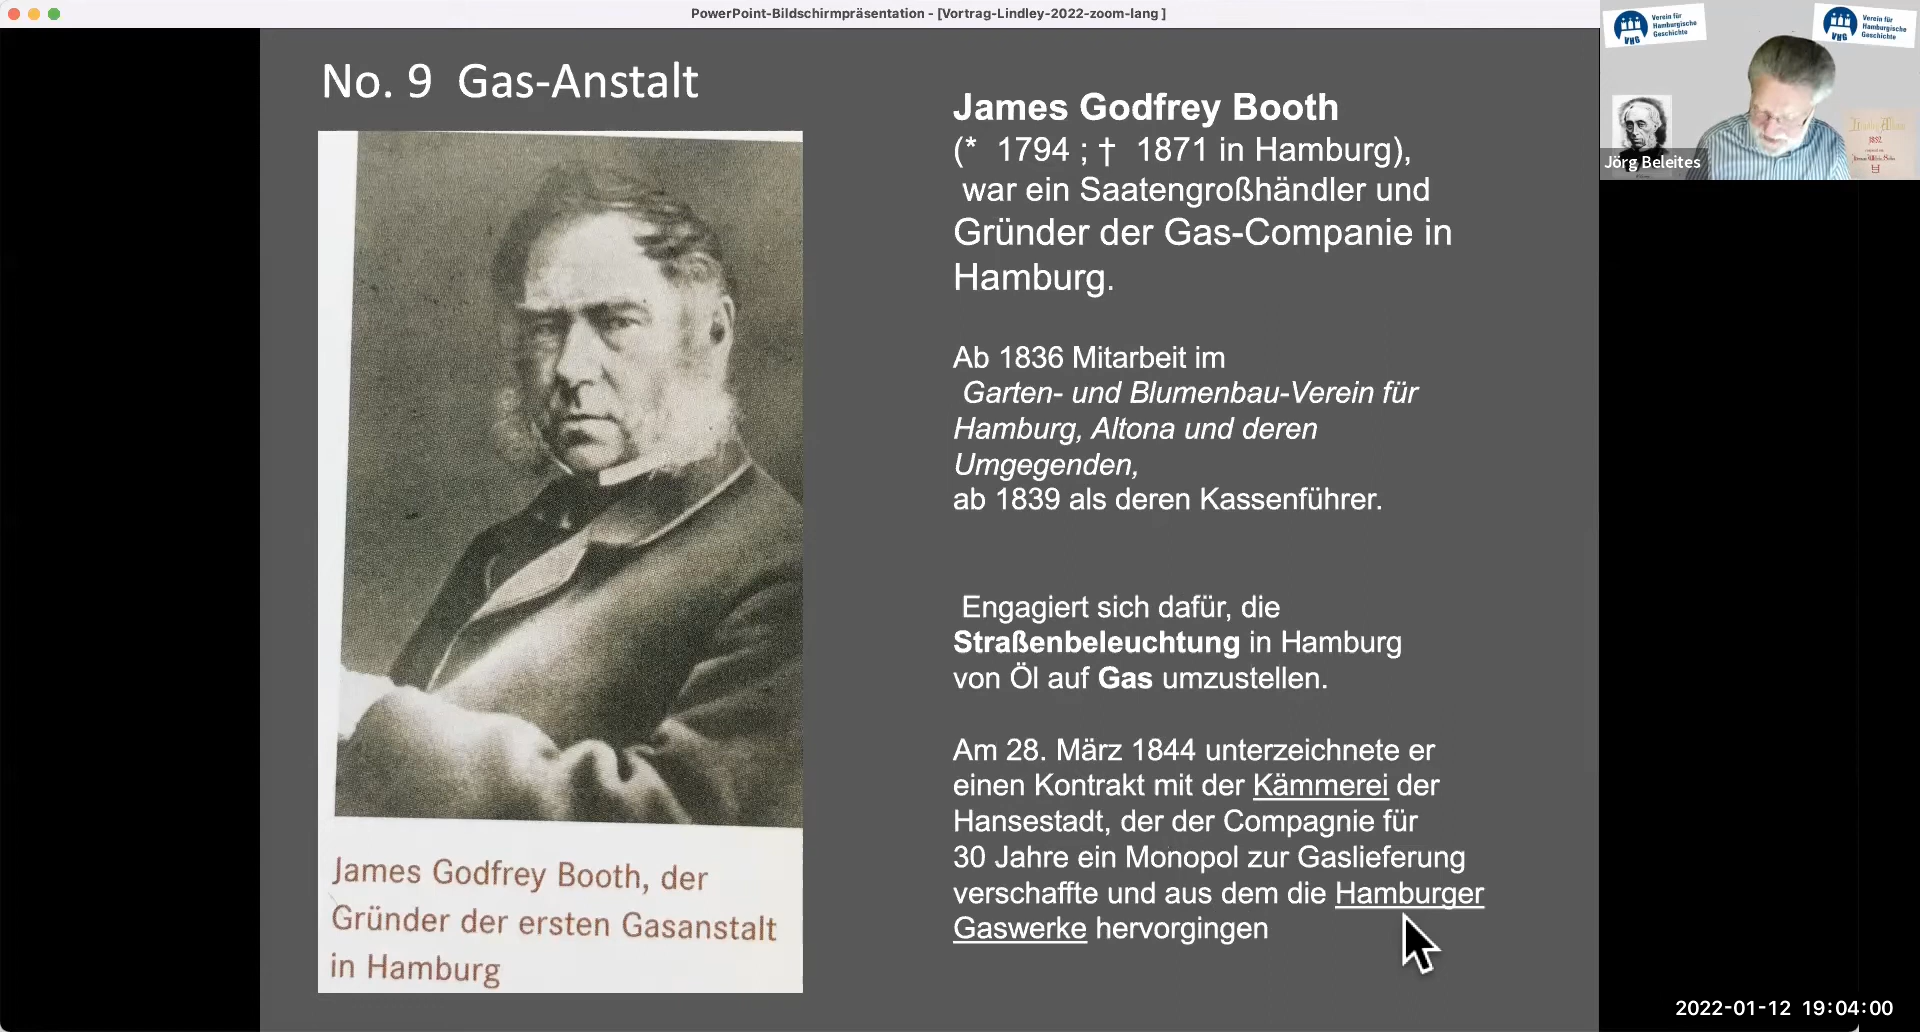 PowerPoint-Bildschirmpräsentation - [Vortrag-Lindley-2022-zoom-lang ]
No. 9 Gas-Anstalt
James Godfrey Booth, der
Gründer der ersten Gasanstalt
in Hamburg
James Godfrey Booth
(* 1794 ; † 1871 in Hamburg),
war ein Saatengroßhändler und
Gründer der Gas-Companie in
Hamburg.
Ab 1836 Mitarbeit im
Garten- und Blumenbau-Verein für
Hamburg, Altona und deren
Umgegenden,
ab 1839 als deren Kassenführer.
Engagiert sich dafür, die
Straßenbeleuchtung in Hamburg
von Öl auf Gas umzustellen.
Am 28. März 1844 unterzeichnete er
einen Kontrakt mit der Kämmerei der
Hansestadt, der der Compagnie für
30 Jahre ein Monopol zur Gaslieferung
verschaffte und aus dem die Hamburger
Gaswerke hervorgingen
Verein für
Hamburgische
Geschichte
VHG
Verein für
Hamburgische
Geschichte
VHG
Jörg Beleites
1852
2022-01-12 19:04:00